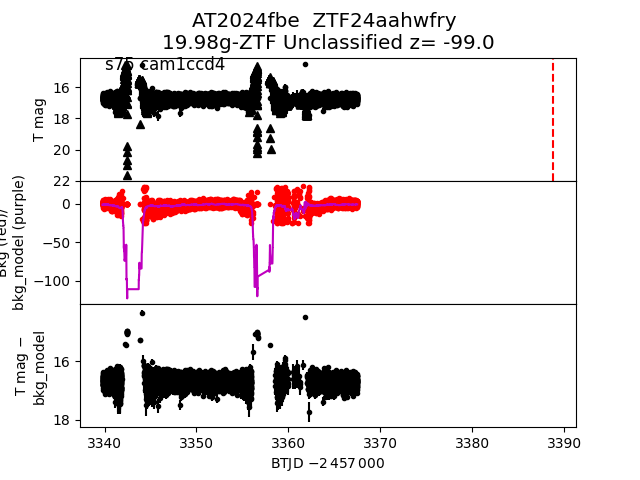 AT2024fbe  ZTF24aahwfry
19.98g-ZTF Unclassified z= -99.0
s75 cam1ccd4
T mag
16
18
20
22
Bkg (red)/
bkg_model (purple)
0
−50
−100
T mag −
bkg_model
16
18
3340 3350 3360 3370 3380 3390
BTJD −2 457 000